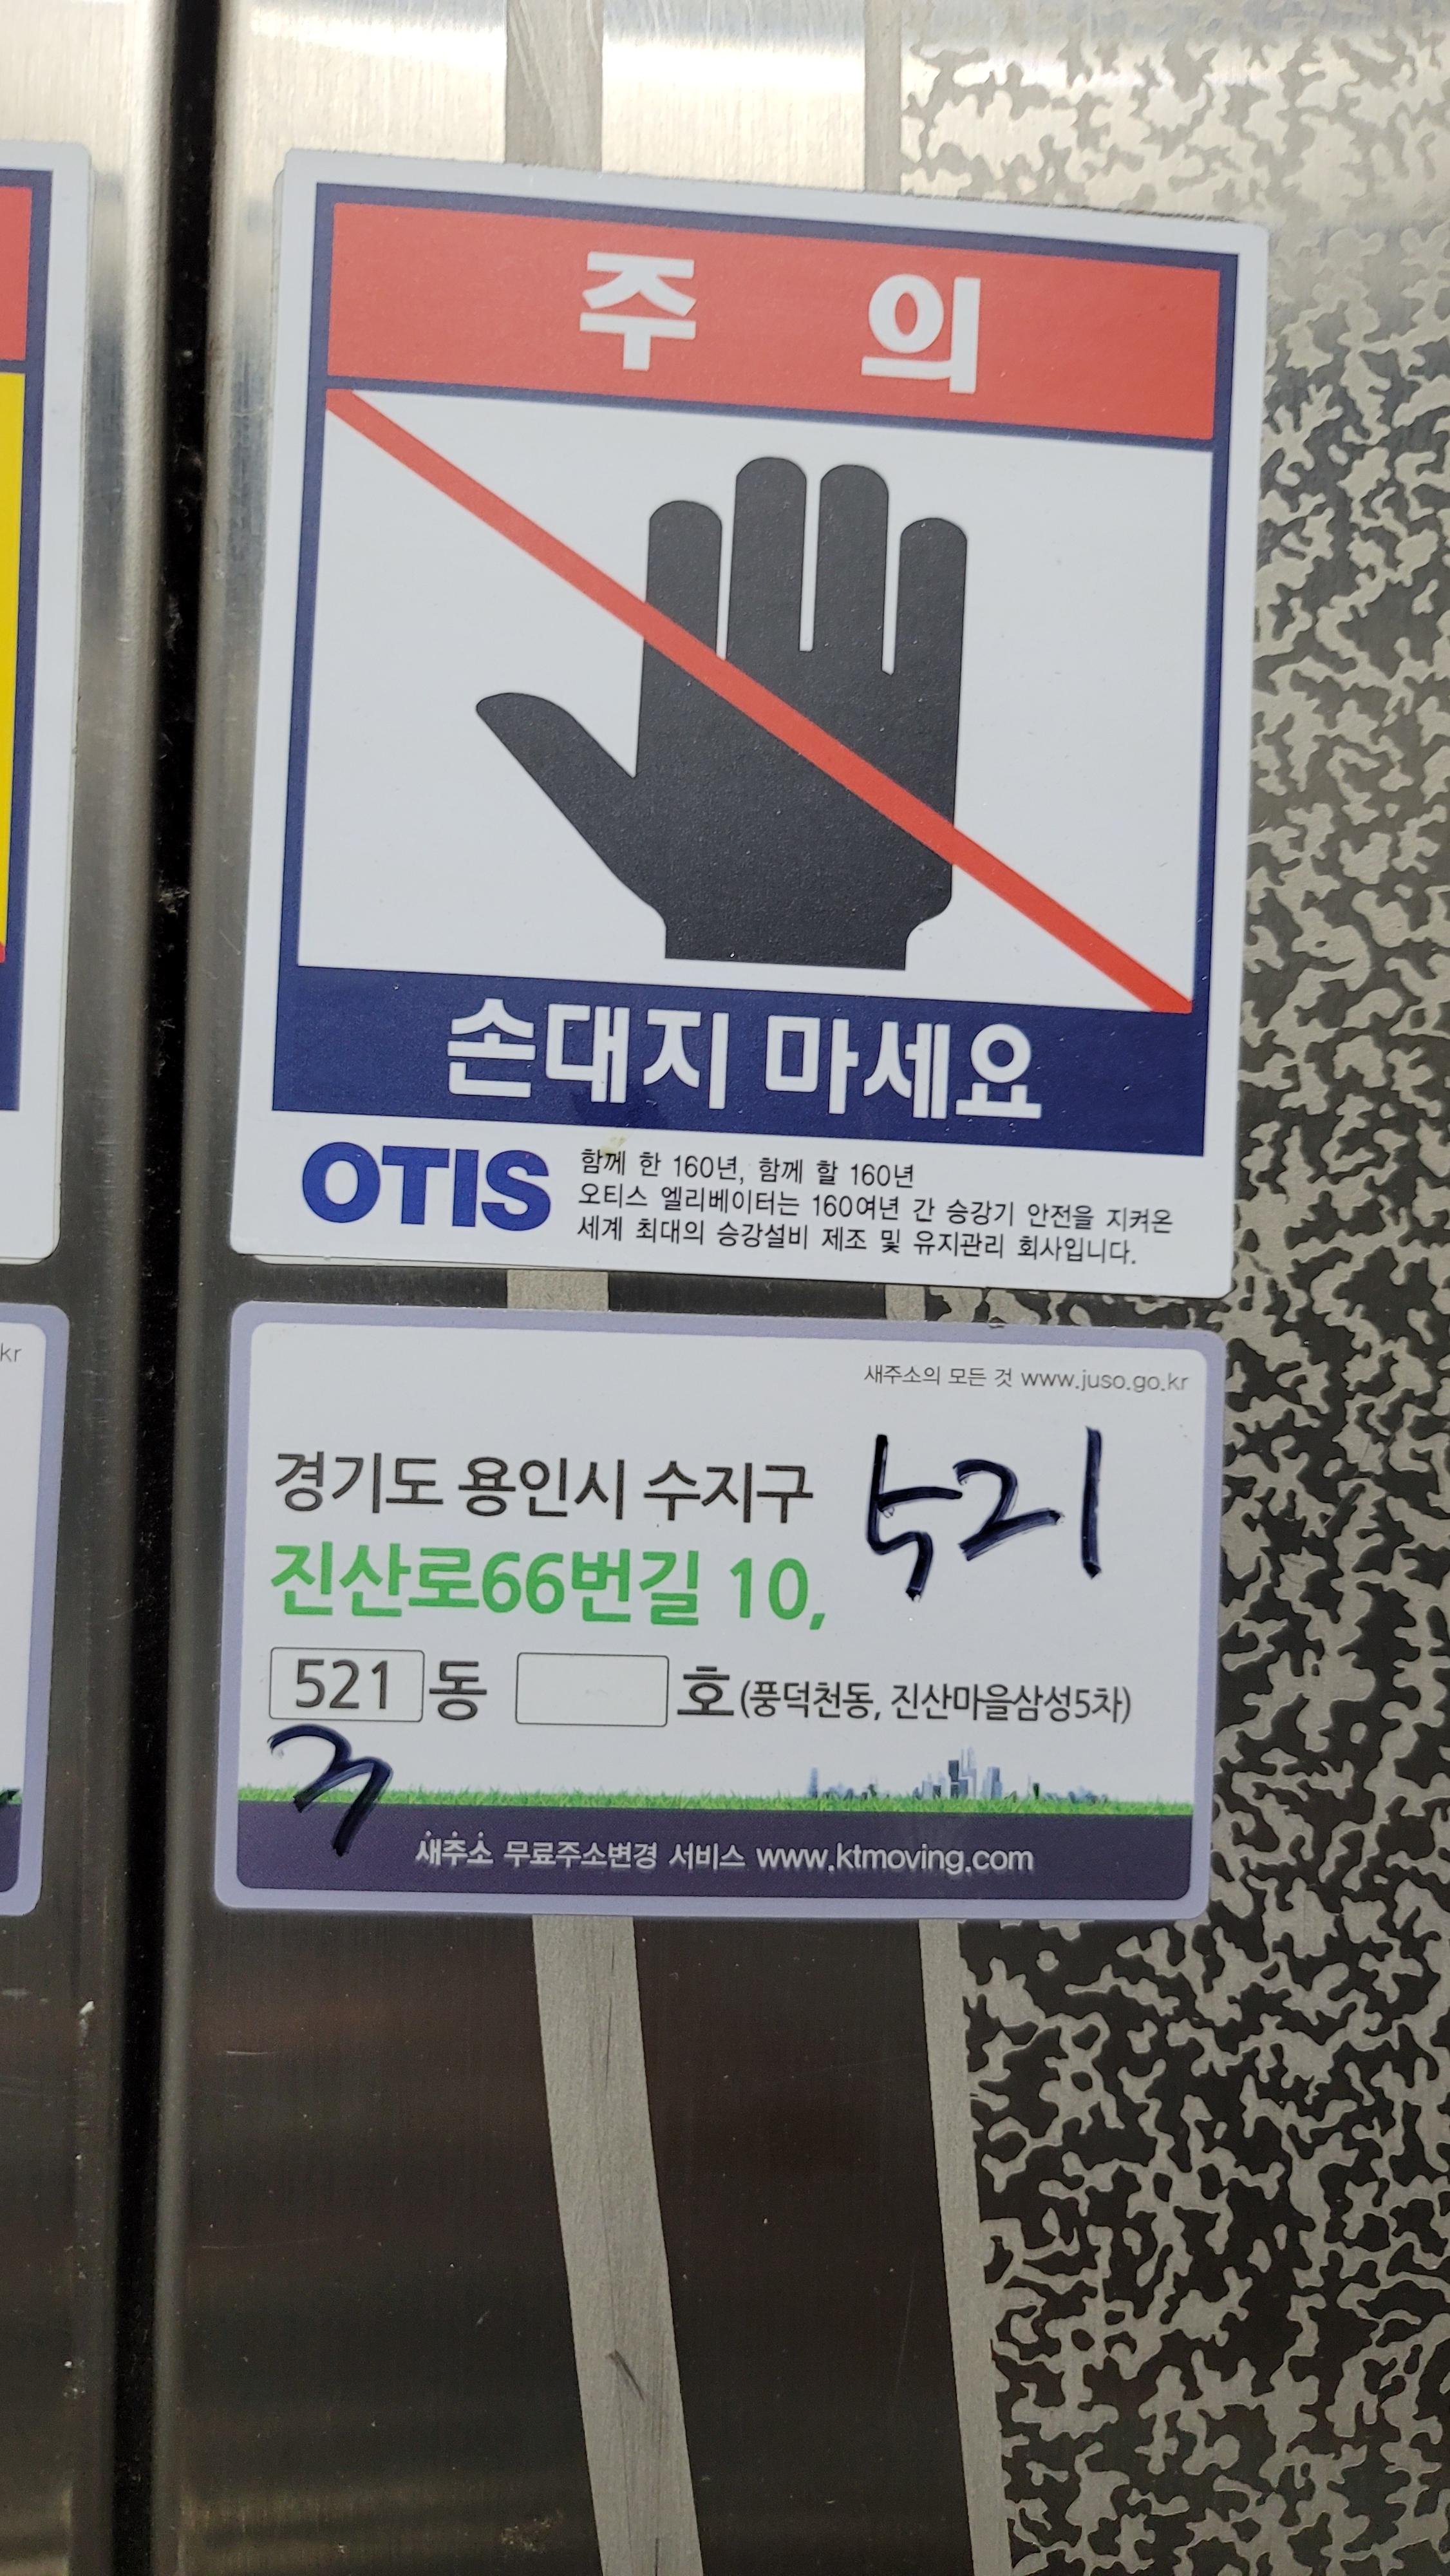 주 의
손대지 마세요
OTIS
함께 한 160년, 함께 할 160년
오티스 엘리베이터는 160여년 간 승강기 안전을 지켜온
세계 최대의 승강설비 제조 및 유지관리 회사입니다.
kr
새주소의 모든 것 www.juso.go.kr
경기도 용인시 수지구 521
진산로66번길 10,
521 동 호(풍덕천동, 진산마을삼성5차)
새주소 무료주소변경 서비스 www.ktmoving.com